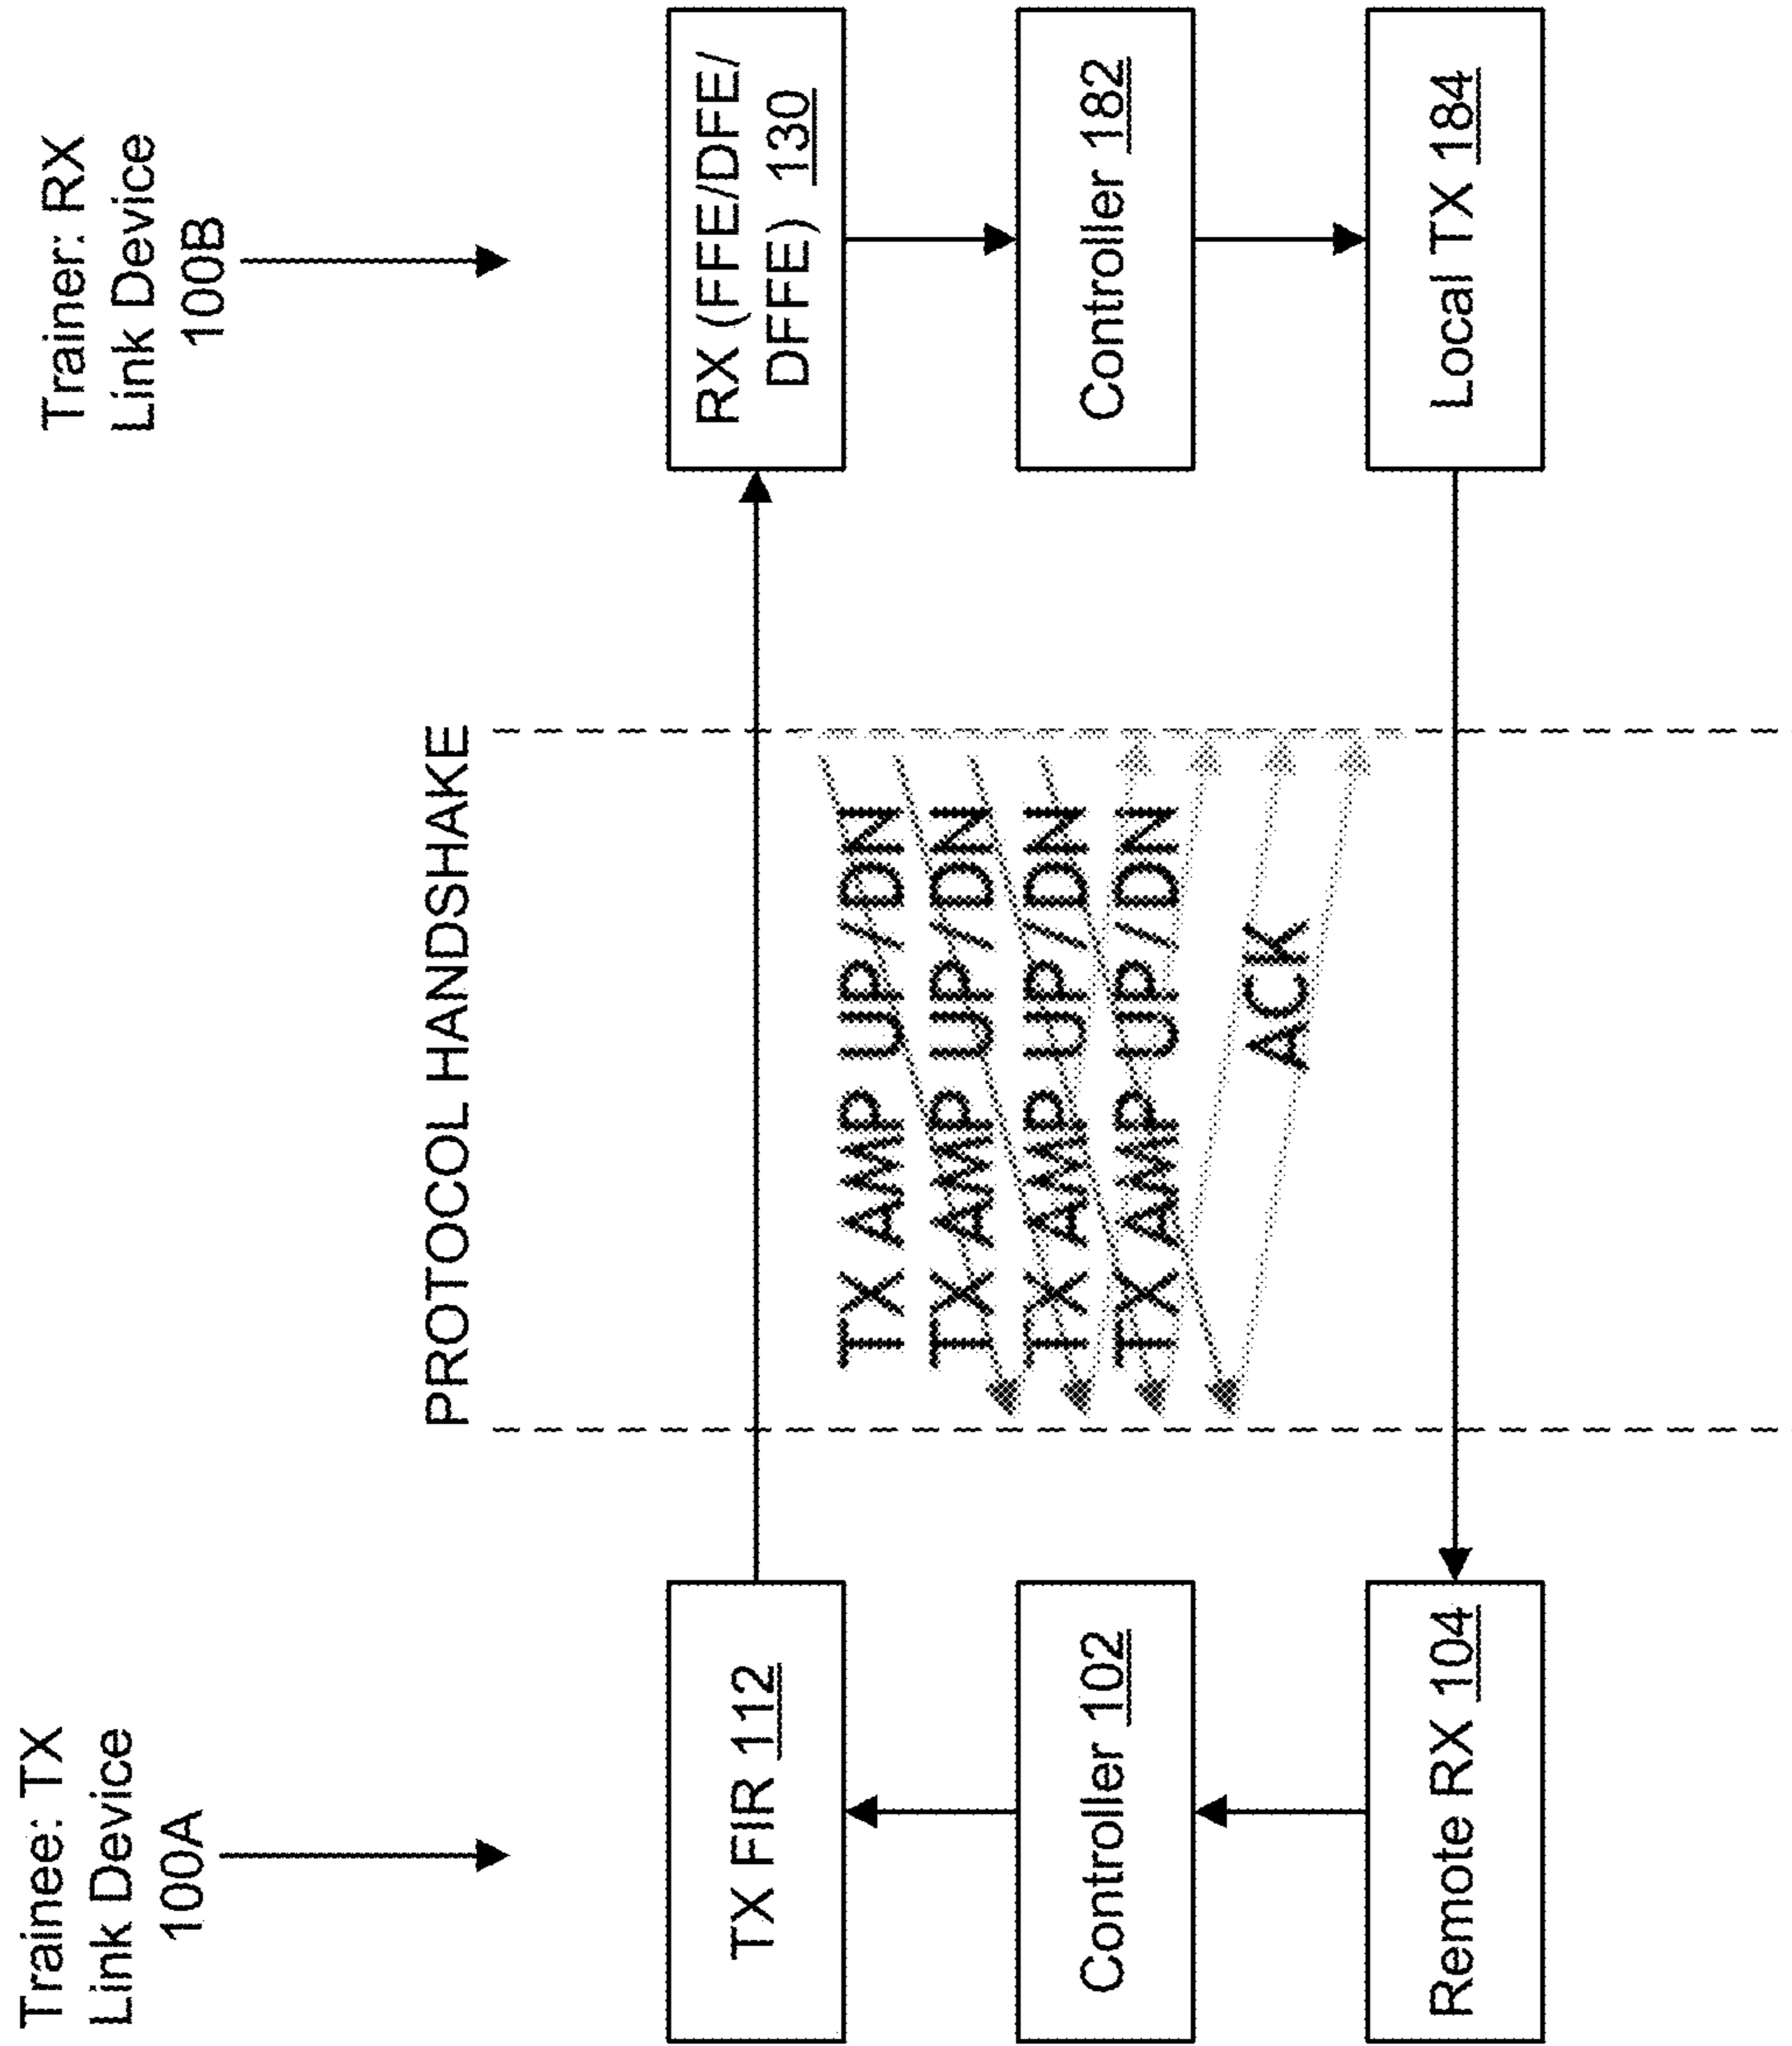 Trainee: TX
Link Device
100A
PROTOCOL HANDSHAKE
Trainer: RX
Link Device
100B
TX FIR 112
Controller 102
Remote RX 104
TX AMP UP/DN
TX AMP UP/DN
TX AMP UP/DN
TX AMP UP/DN
ACK
RX (FFE/DFE/
DFFE) 130
Controller 182
Local TX 184